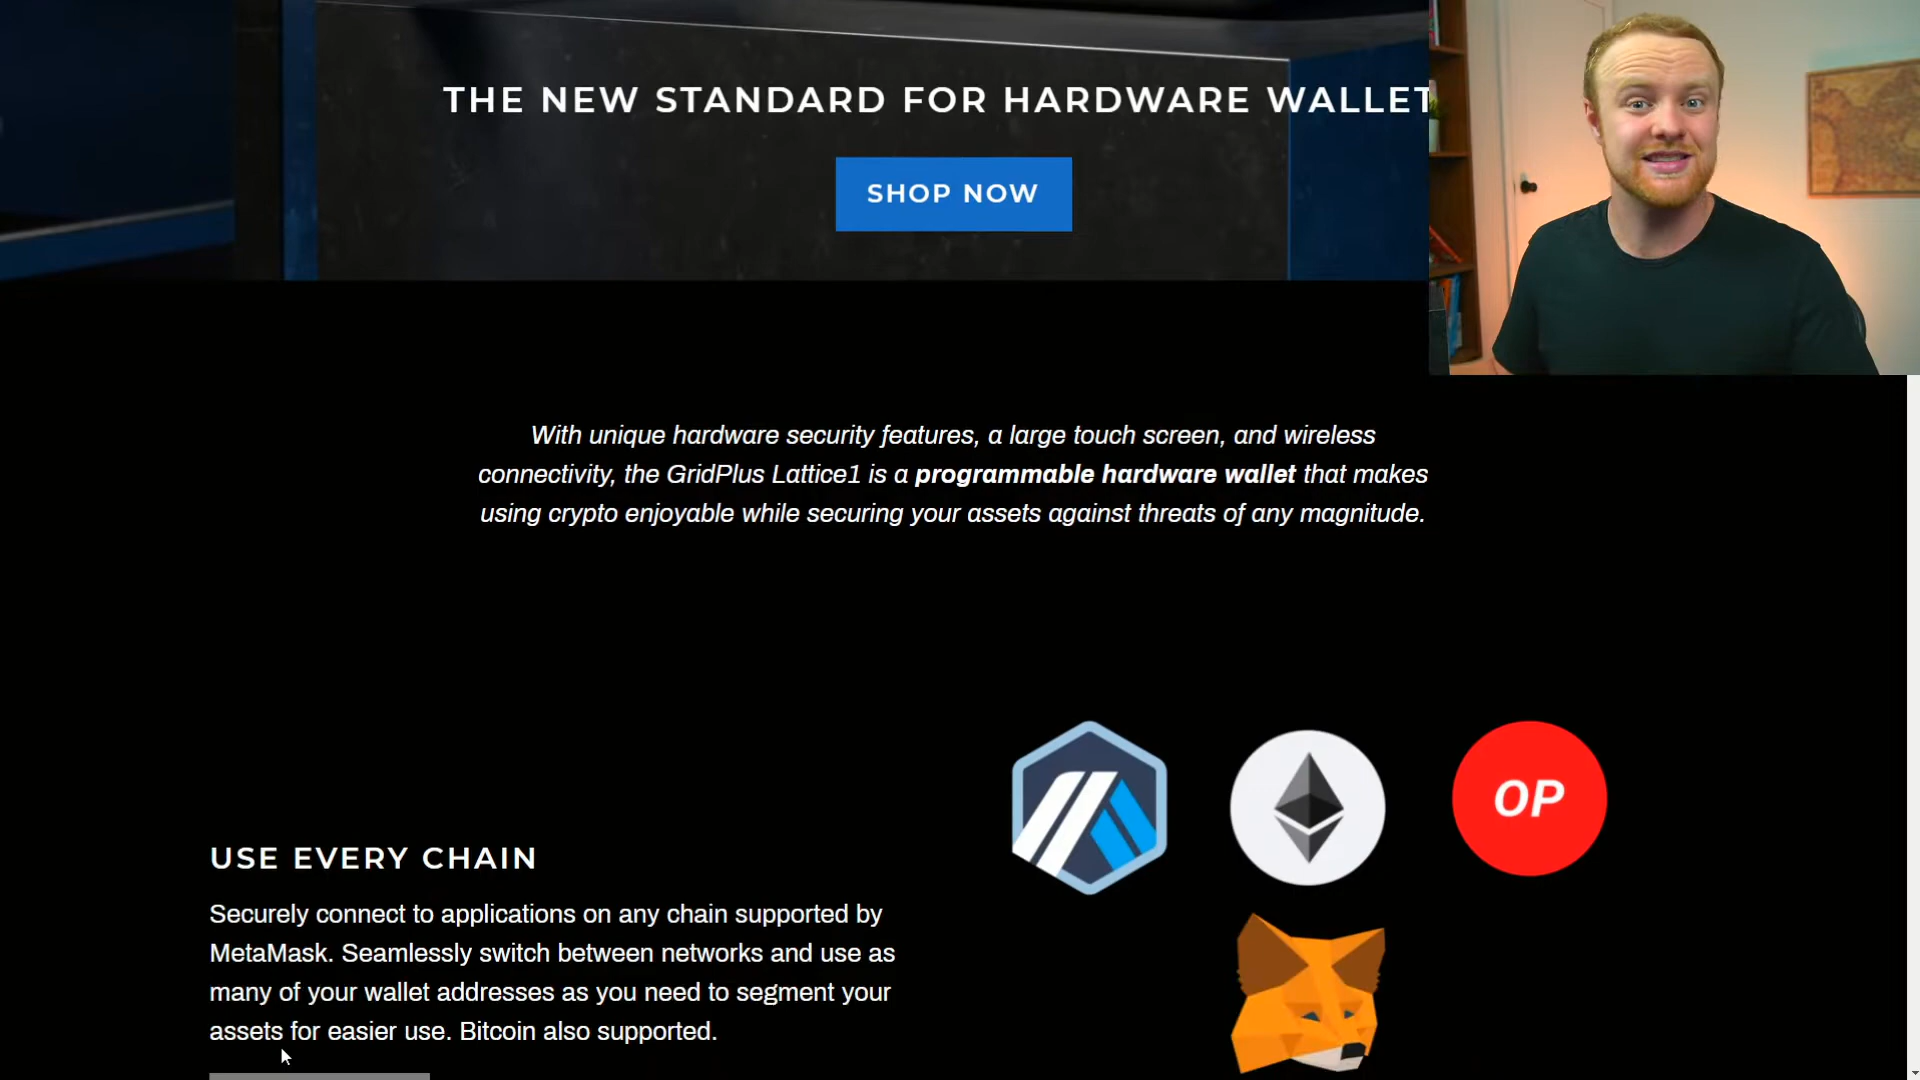 THE NEW STANDARD FOR HARDWARE WALLET
SHOP NOW
With unique hardware security features, a large touch screen, and wireless
connectivity, the GridPlus Lattice1 is a programmable hardware wallet that makes
using crypto enjoyable while securing your assets against threats of any magnitude.
OP
USE EVERY CHAIN
Securely connect to applications on any chain supported by
MetaMask. Seamlessly switch between networks and use as
many of your wallet addresses as you need to segment your
assets for easier use. Bitcoin also supported.